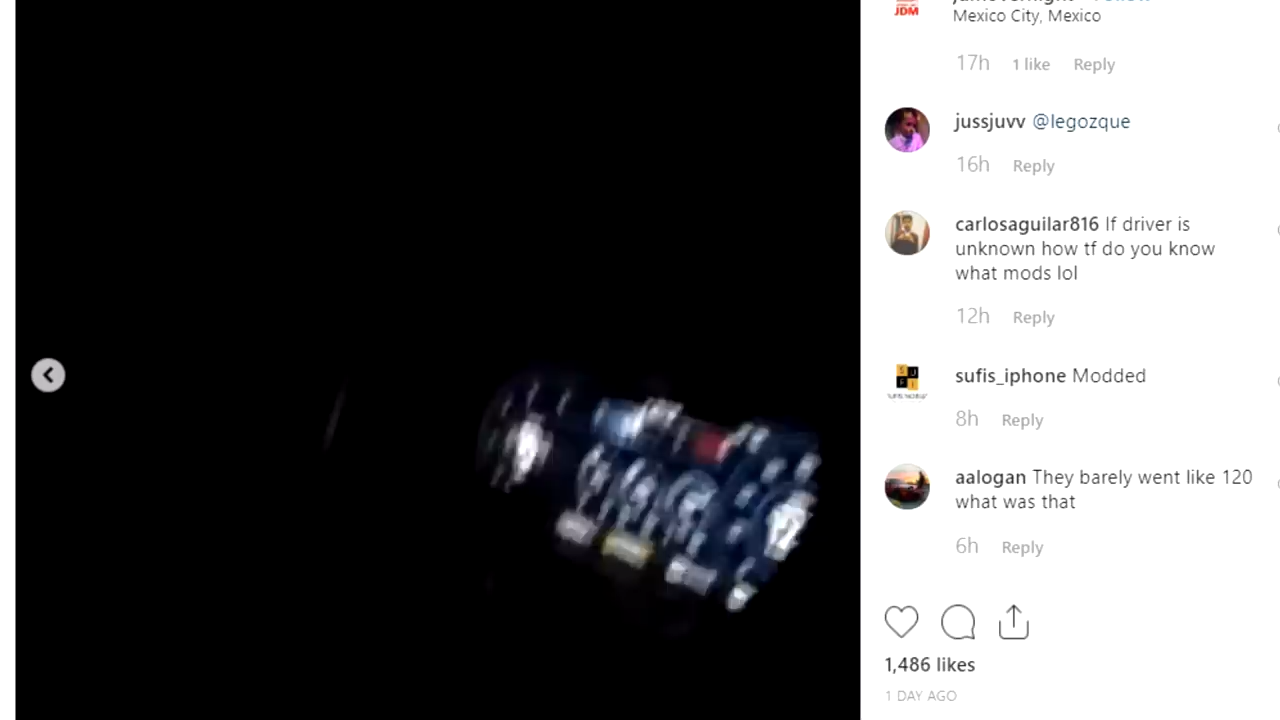 JDM
Mexico City, Mexico
17h 1 like Reply
jussjuvv @legozque
16h Reply
carlosaguilar816 If driver is
unknown how tf do you know
what mods lol
12h Reply
sufis_iphone Modded
8h Reply
aalogan They barely went like 120
what was that
6h Reply
1,486 likes
1 DAY AGO